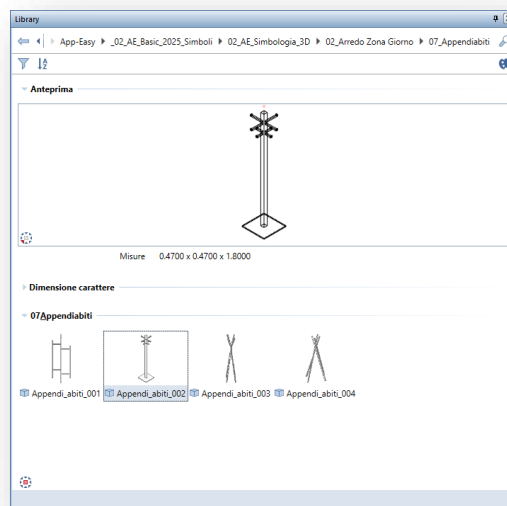 Library
App-Easy ▸ _02_AE_Basic_2025_Simboli ▸ 02_AE_Simbologia_3D ▸ 02_Arredo Zona Giorno ▸ 07_Appendiabiti
Anteprima
Misure 0.4700 x 0.4700 x 1.8000
Dimensione carattere
07Appendiabiti
Appendi_abiti_001 Appendi_abiti_002 Appendi_abiti_003 Appendi_abiti_004